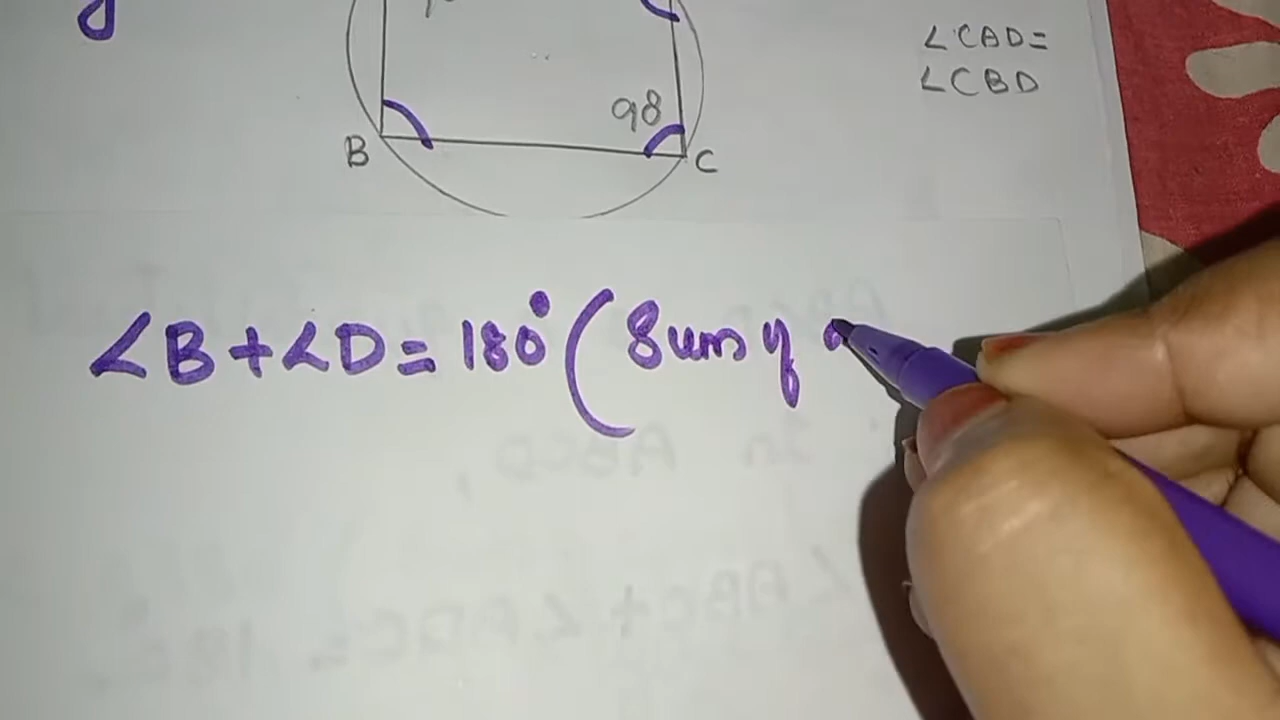 ∠CAD=
∠CBD
98
B
C
∠B+∠D=180° (Sum of